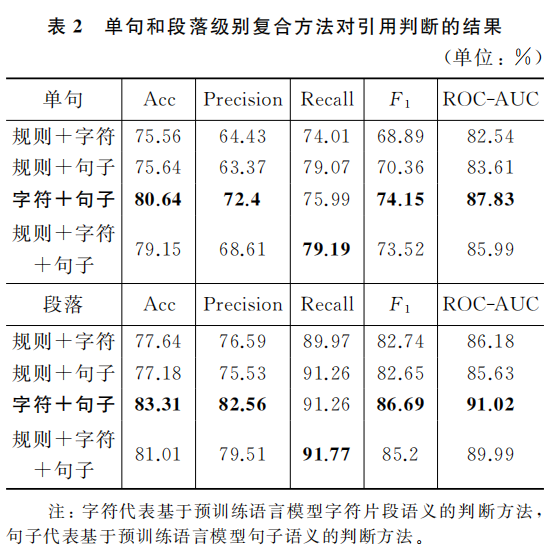 表 2 单句和段落级别复合方法对引用判断的结果
(单位：%)
单句 Acc Precision Recall F1 ROC-AUC
规则+字符 75.56 64.43 74.01 68.89 82.54
规则+句子 75.64 63.37 79.07 70.36 83.61
字符+句子 80.64 72.4 75.99 74.15 87.83
规则+字符
+句子 79.15 68.61 79.19 73.52 85.99
段落 Acc Precision Recall F1 ROC-AUC
规则+字符 77.64 76.59 89.97 82.74 86.18
规则+句子 77.18 75.53 91.26 82.65 85.63
字符+句子 83.31 82.56 91.26 86.69 91.02
规则+字符
+句子 81.01 79.51 91.77 85.2 89.99
注：字符代表基于预训练语言模型字符片段语义的判断方法，
句子代表基于预训练语言模型句子语义的判断方法。